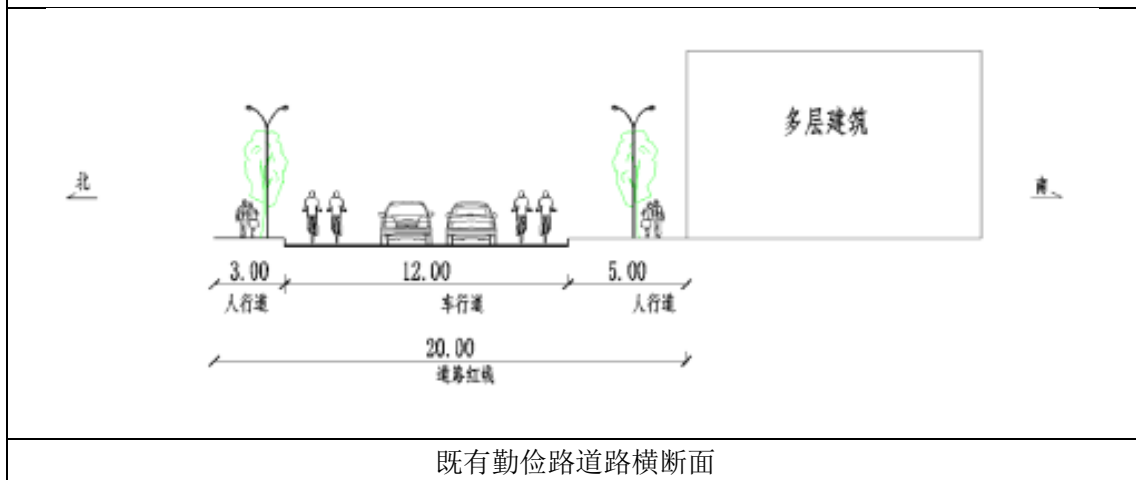 多层建筑
北
南
3.00 12.00 5.00
人行道 车行道 人行道
20.00
道路红线
既有勤俭路道路横断面